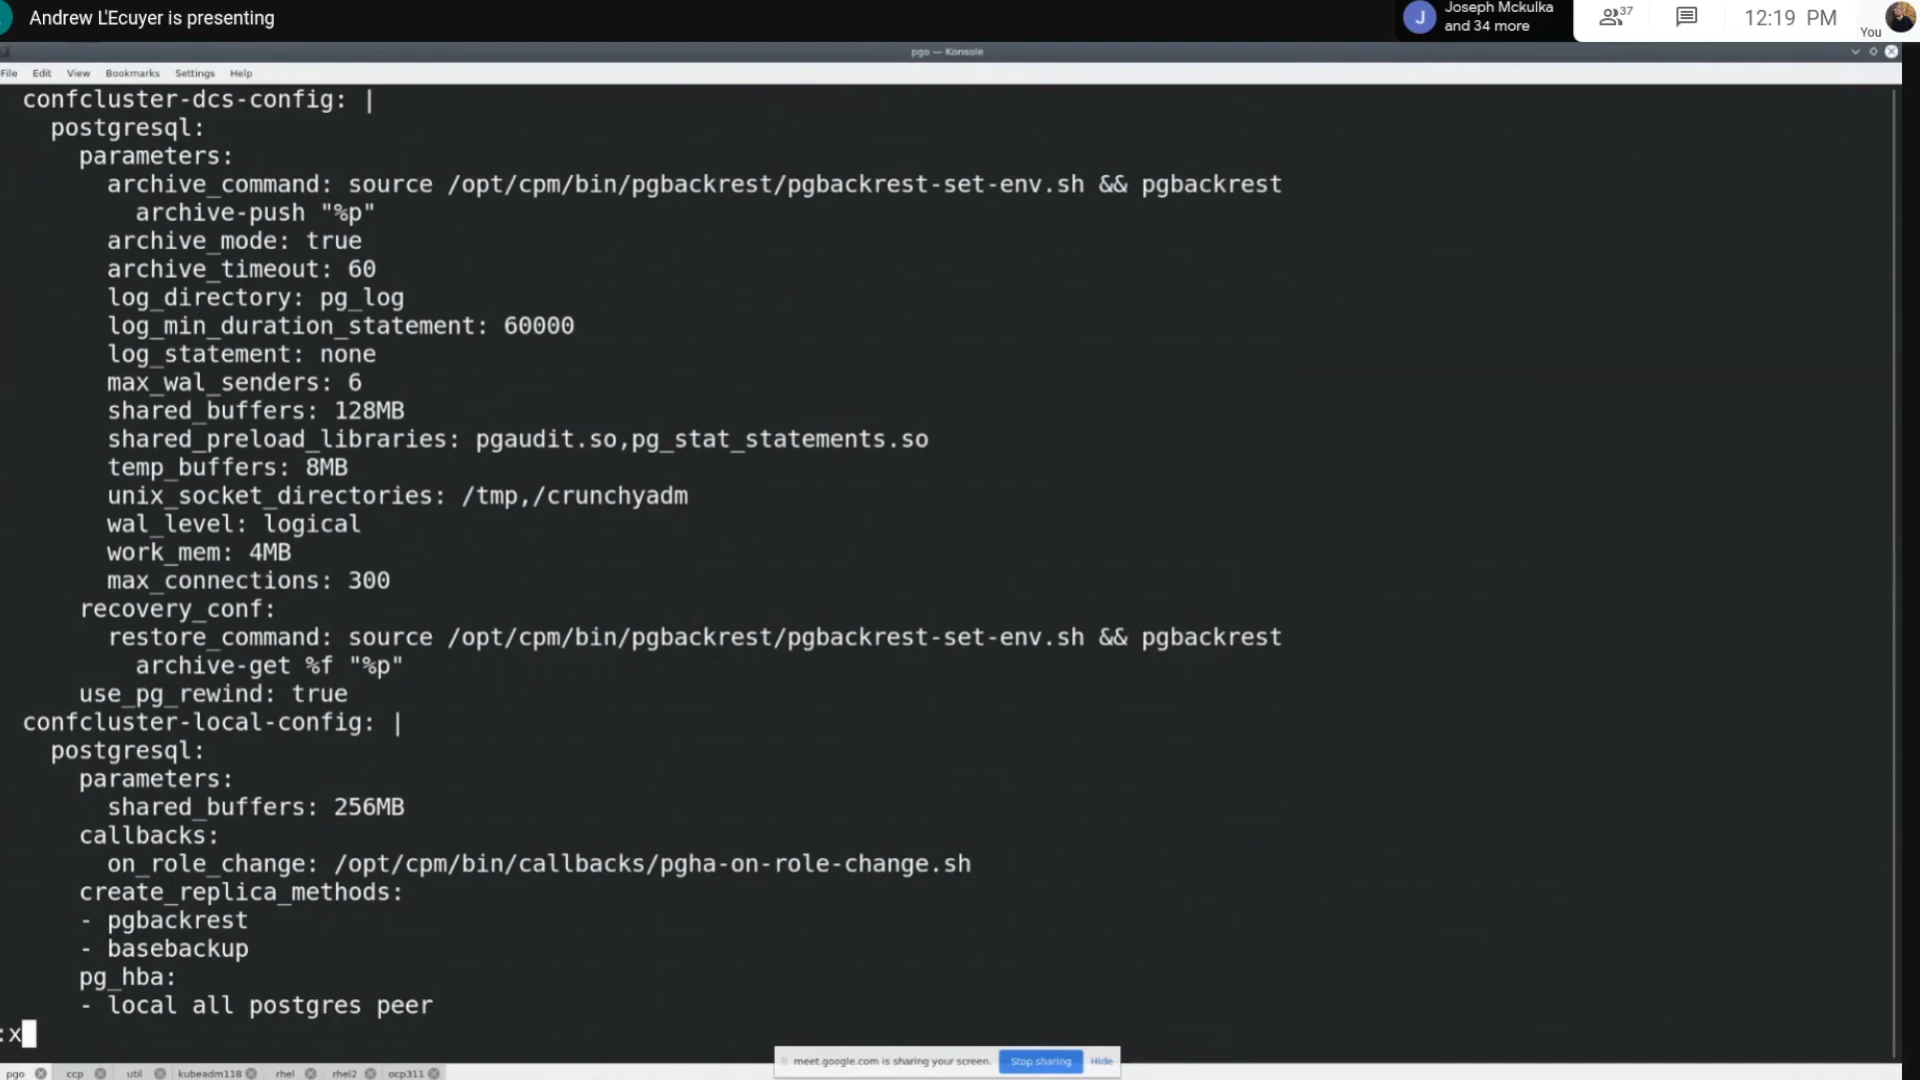 Andrew L'Ecuyer is presenting
J
Joseph Mckulka
and 34 more
37
12:19 PM
You
pgo — Konsole
File Edit View Bookmarks Settings Help
confcluster-dcs-config: |
postgresql:
parameters:
archive_command: source /opt/cpm/bin/pgbackrest/pgbackrest-set-env.sh && pgbackrest
archive-push "%p"
archive_mode: true
archive_timeout: 60
log_directory: pg_log
log_min_duration_statement: 60000
log_statement: none
max_wal_senders: 6
shared_buffers: 128MB
shared_preload_libraries: pgaudit.so,pg_stat_statements.so
temp_buffers: 8MB
unix_socket_directories: /tmp,/crunchyadm
wal_level: logical
work_mem: 4MB
max_connections: 300
recovery_conf:
restore_command: source /opt/cpm/bin/pgbackrest/pgbackrest-set-env.sh && pgbackrest
archive-get %f "%p"
use_pg_rewind: true
confcluster-local-config: |
postgresql:
parameters:
shared_buffers: 256MB
callbacks:
on_role_change: /opt/cpm/bin/callbacks/pgha-on-role-change.sh
create_replica_methods:
- pgbackrest
- basebackup
pg_hba:
- local all postgres peer
:x
meet.google.com is sharing your screen. Stop sharing Hide
pgo ccp util kubeadm118 rhel rhel2 ocp311